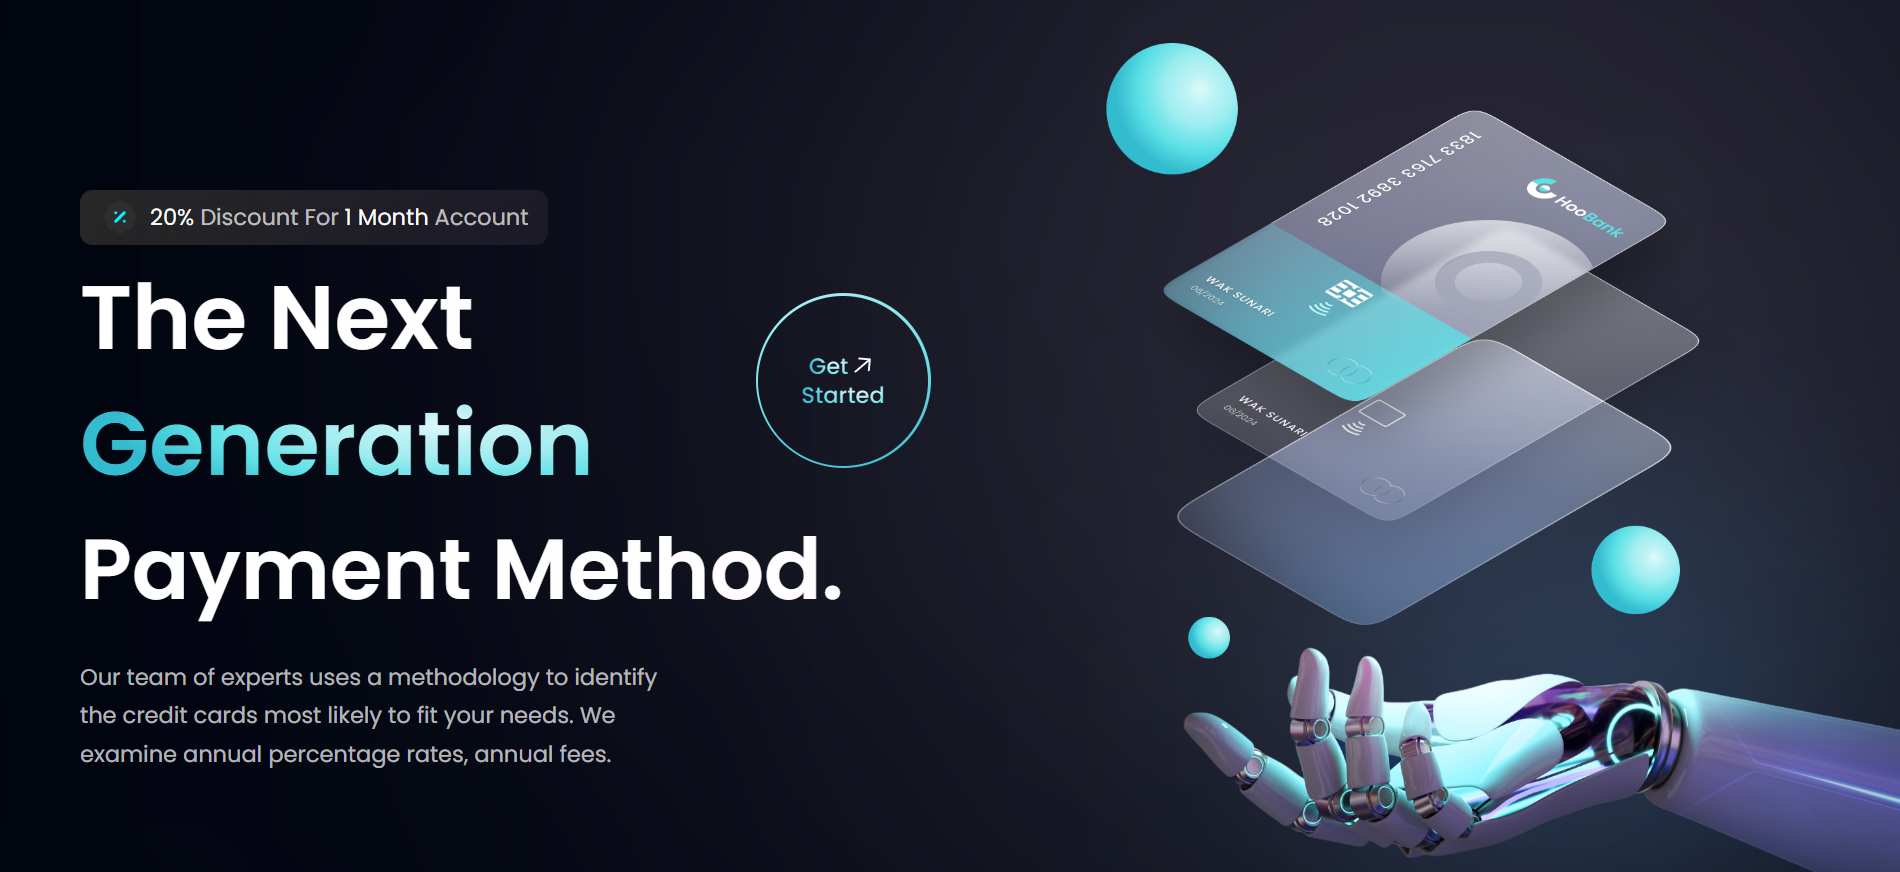 20% Discount For 1 Month Account
The Next
Generation
Payment Method.
Get
Started
Our team of experts uses a methodology to identify
the credit cards most likely to fit your needs. We
examine annual percentage rates, annual fees.
1833 7163 3892 1028
HooBank
WAK SUNARI
08/2024
WAK SUNARI
08/2024